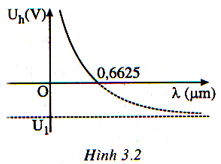 Uₕ(V)
0,6625
O
λ (μm)
U₁
Hình 3.2